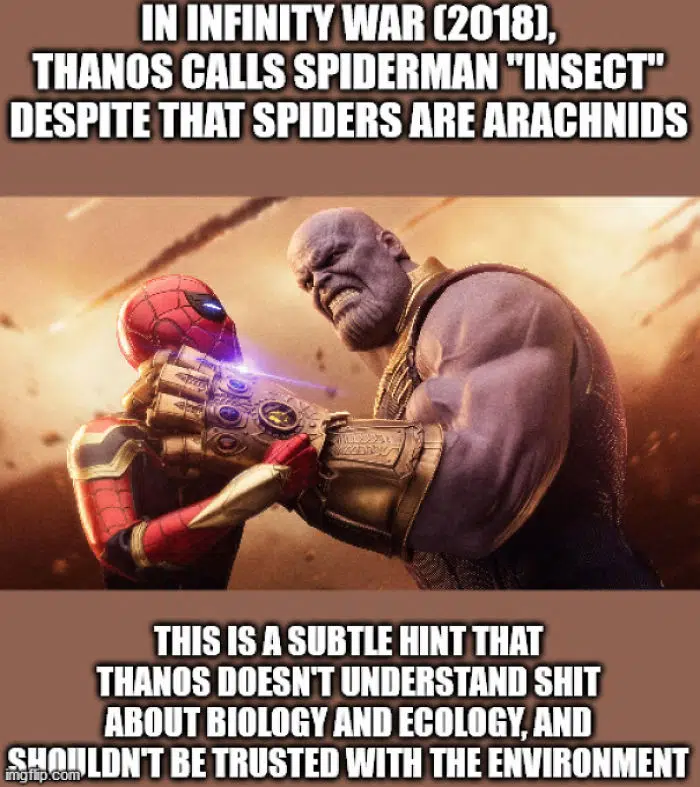 IN INFINITY WAR (2018),
THANOS CALLS SPIDERMAN "INSECT"
DESPITE THAT SPIDERS ARE ARACHNIDS
THIS IS A SUBTLE HINT THAT
THANOS DOESN'T UNDERSTAND SHIT
ABOUT BIOLOGY AND ECOLOGY, AND
SHOULDN'T BE TRUSTED WITH THE ENVIRONMENT
imgflip.com